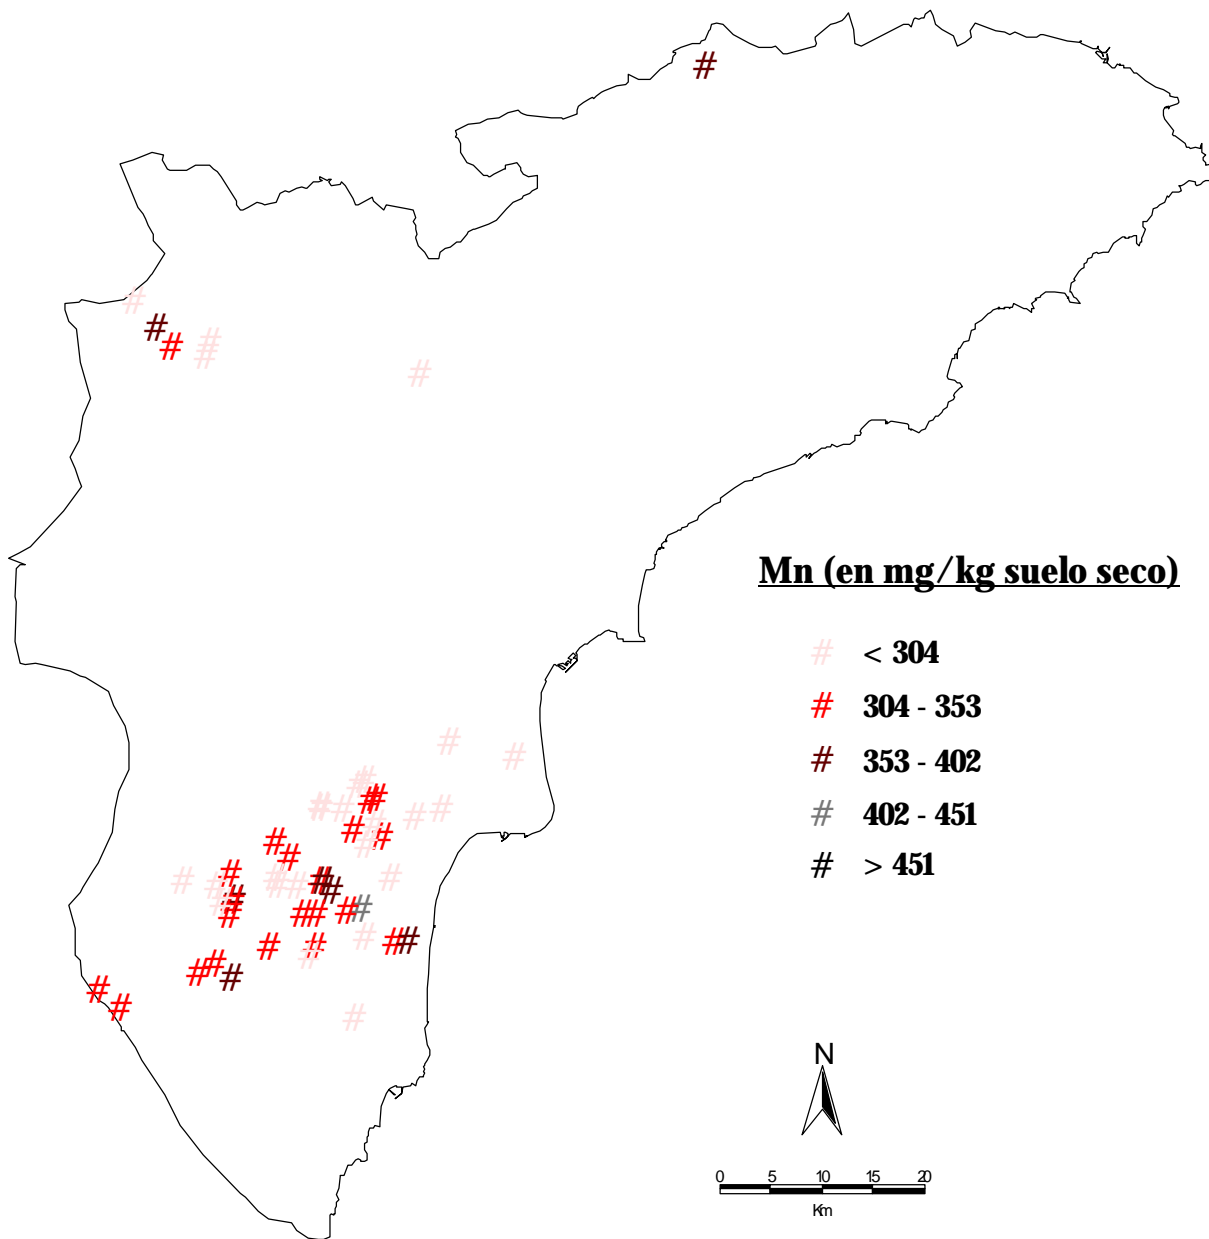 Mn (en mg/kg suelo seco)
# < 304
# 304 - 353
# 353 - 402
# 402 - 451
# > 451
N
0 5 10 15 20
Km